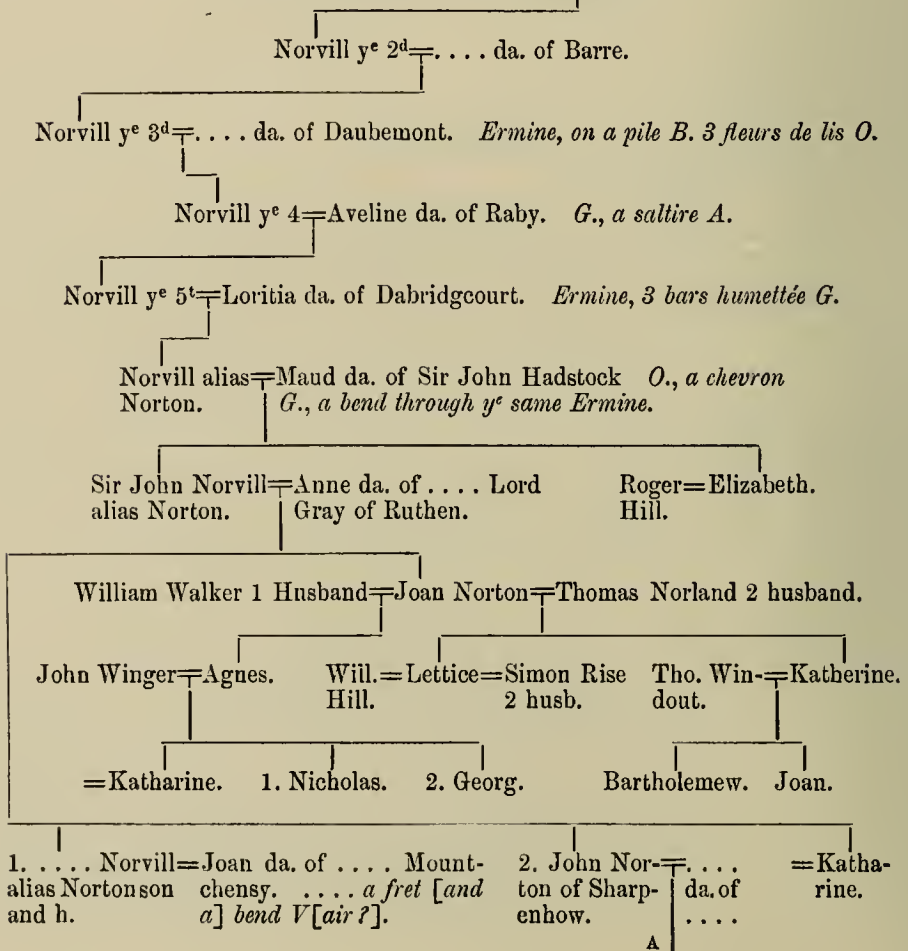 Norvill yᵉ 2ᵈ=. . . . da. of Barre.
Norvill yᵉ 3ᵈ=. . . . da. of Daubemont. Ermine, on a pile B. 3 fleurs de lis O.
Norvill yᵉ 4=Aveline da. of Raby. G., a saltire A.
Norvill yᵉ 5ᵗ=Loritia da. of Dabridgcourt. Ermine, 3 bars humettée G.
Norvill alias=Maud da. of Sir John Hadstock O., a chevron
Norton. G., a bend through yᵉ same Ermine.
Sir John Norvill=Anne da. of . . . . Lord Roger=Elizabeth.
alias Norton. Gray of Ruthen. Hill.
William Walker 1 Husband=Joan Norton=Thomas Norland 2 husband.
John Winger=Agnes. Will.=Lettice=Simon Rise Tho. Win-=Katherine.
Hill. 2 husb. dout.
=Katharine. 1. Nicholas. 2. Georg. Bartholemew. Joan.
1. . . . . Norvill=Joan da. of . . . . Mount- 2. John Nor-=. . . . =Katha-
alias Norton son chensy. . . . . a fret [and ton of Sharp- da. of rine.
and h. a] bend V[air?]. enhow. . . . .
A